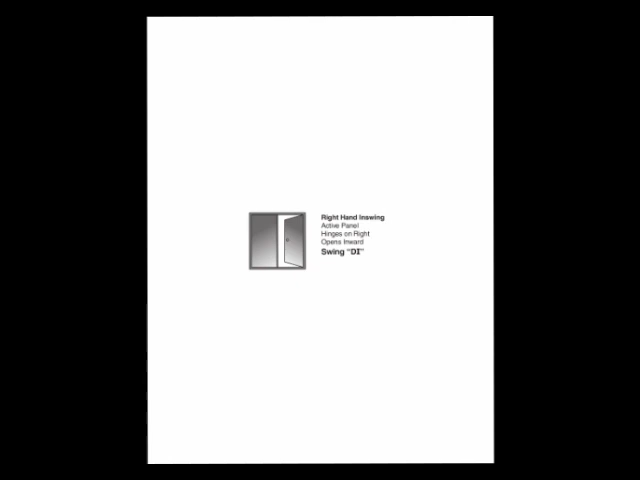 Right Hand Inswing
Active Panel
Hinges on Right
Opens Inward
Swing "DI"